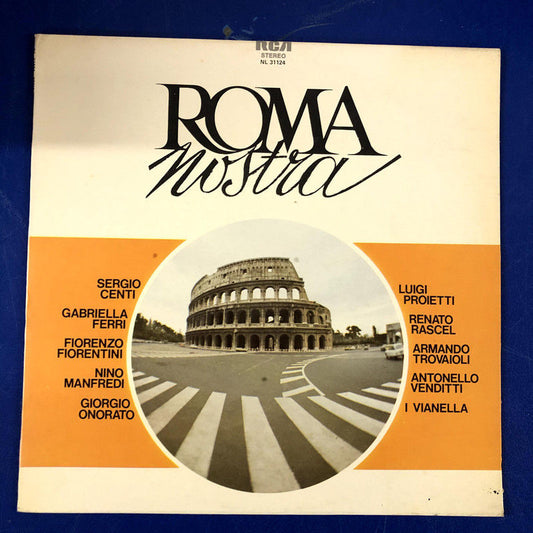 RCA
STEREO
NL 31124
ROMA
nostra
SERGIO
CENTI
GABRIELLA
FERRI
FIORENZO
FIORENTINI
NINO
MANFREDI
GIORGIO
ONORATO
LUIGI
PROIETTI
RENATO
RASCEL
ARMANDO
TROVAIOLI
ANTONELLO
VENDITTI
I VIANELLA